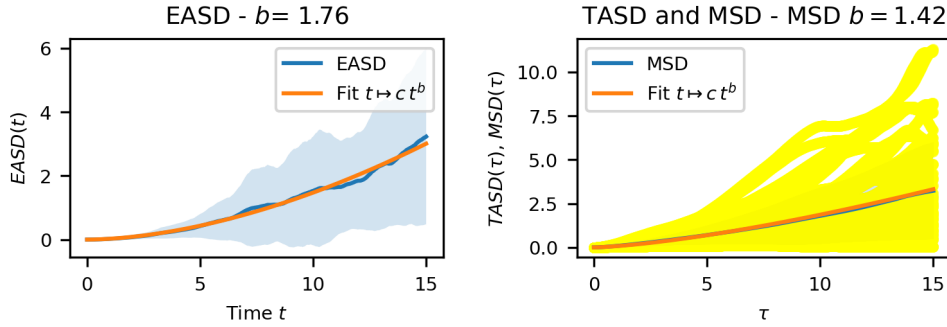 EASD - b= 1.76
EASD(t)
6
4
2
0
EASD
Fit t ↦ c t^b
0 5 10 15
Time t
TASD and MSD - MSD b = 1.42
TASD(τ), MSD(τ)
10.0
7.5
5.0
2.5
0.0
MSD
Fit t ↦ c t^b
0 5 10 15
τ